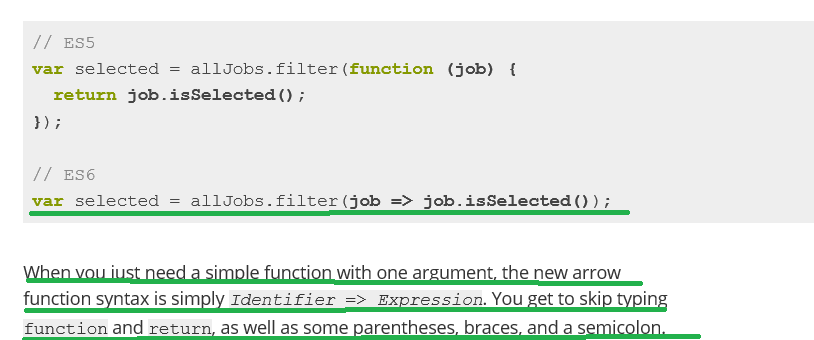 // ES5
var selected = allJobs.filter(function (job) {
  return job.isSelected();
});
// ES6
var selected = allJobs.filter(job => job.isSelected());
When you just need a simple function with one argument, the new arrow
function syntax is simply Identifier => Expression. You get to skip typing
function and return, as well as some parentheses, braces, and a semicolon.